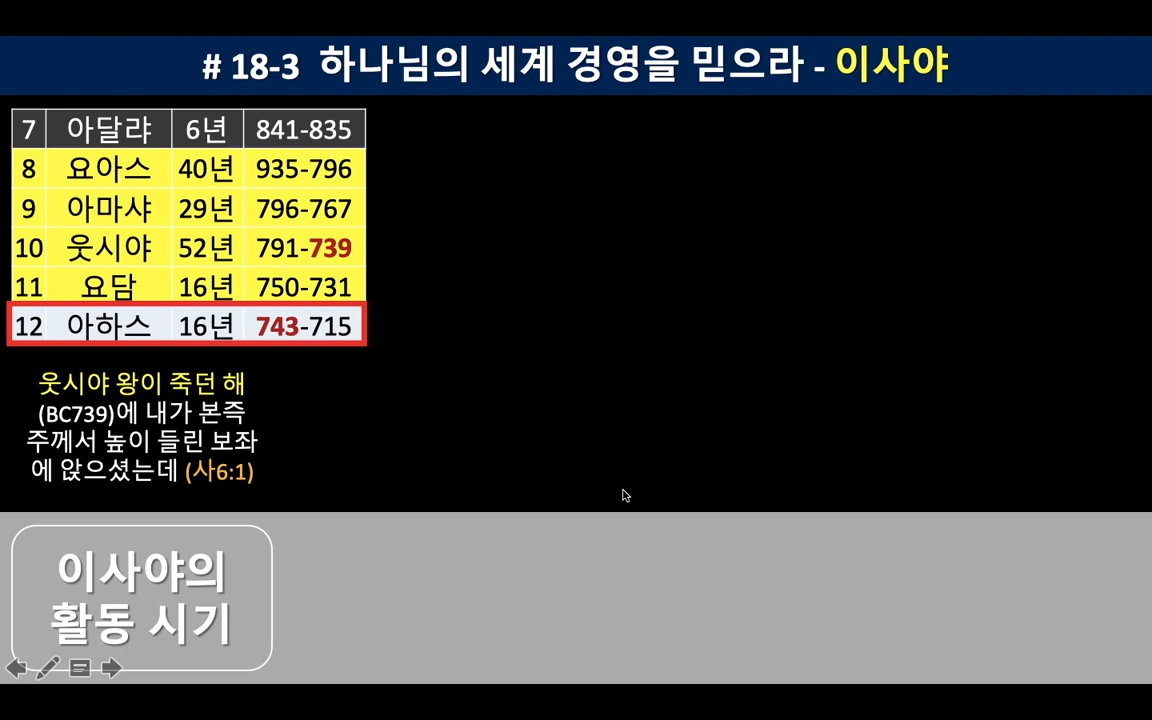 # 18-3 하나님의 세계 경영을 믿으라 - 이사야
7 아달랴 6년 841-835
8 요아스 40년 935-796
9 아마샤 29년 796-767
10 웃시야 52년 791-739
11 요담 16년 750-731
12 아하스 16년 743-715
웃시야 왕이 죽던 해
(BC739)에 내가 본즉
주께서 높이 들린 보좌
에 앉으셨는데 (사6:1)
이사야의
활동 시기